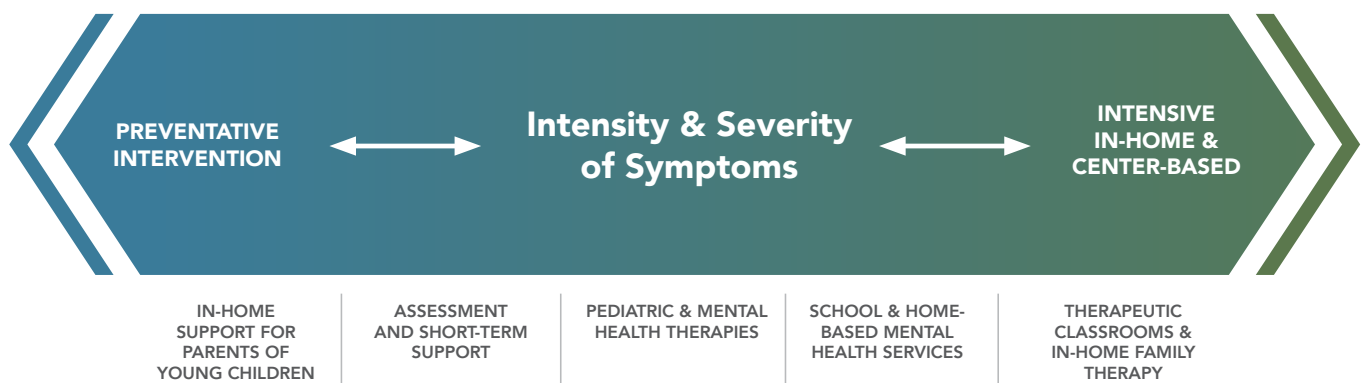 PREVENTATIVE
INTERVENTION
Intensity & Severity
of Symptoms
INTENSIVE
IN-HOME &
CENTER-BASED
IN-HOME
SUPPORT FOR
PARENTS OF
YOUNG CHILDREN
ASSESSMENT
AND SHORT-TERM
SUPPORT
PEDIATRIC & MENTAL
HEALTH THERAPIES
SCHOOL & HOME-
BASED MENTAL
HEALTH SERVICES
THERAPEUTIC
CLASSROOMS &
IN-HOME FAMILY
THERAPY